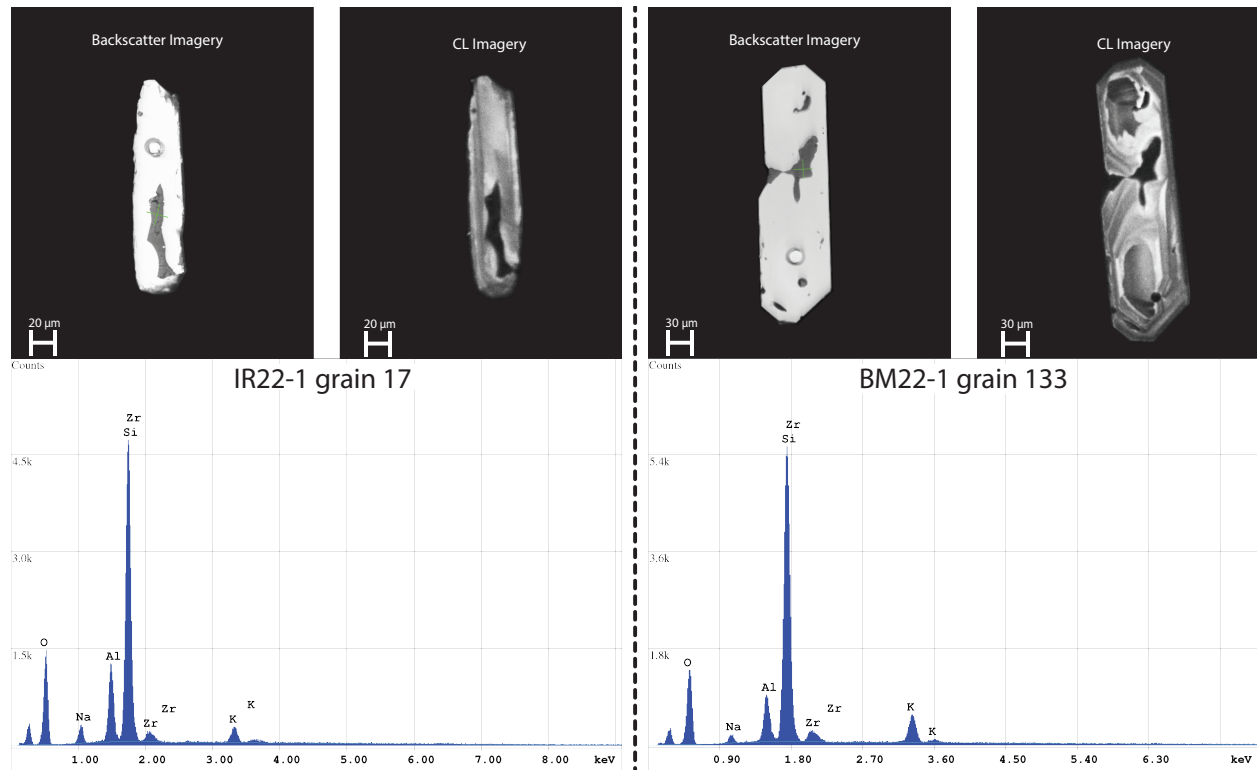 Backscatter Imagery
CL Imagery
20 µm
20 µm
Backscatter Imagery
CL Imagery
30 µm
30 µm
Counts
IR22-1 grain 17
Zr
Si
4.5k
3.0k
1.5k
O
Al
Na
Zr
Zr
K
K
1.00 2.00 3.00 4.00 5.00 6.00 7.00 8.00 keV
Counts
BM22-1 grain 133
Zr
Si
5.4k
3.6k
1.8k
O
Al
Na
Zr
Zr
K
K
0.90 1.80 2.70 3.60 4.50 5.40 6.30 keV